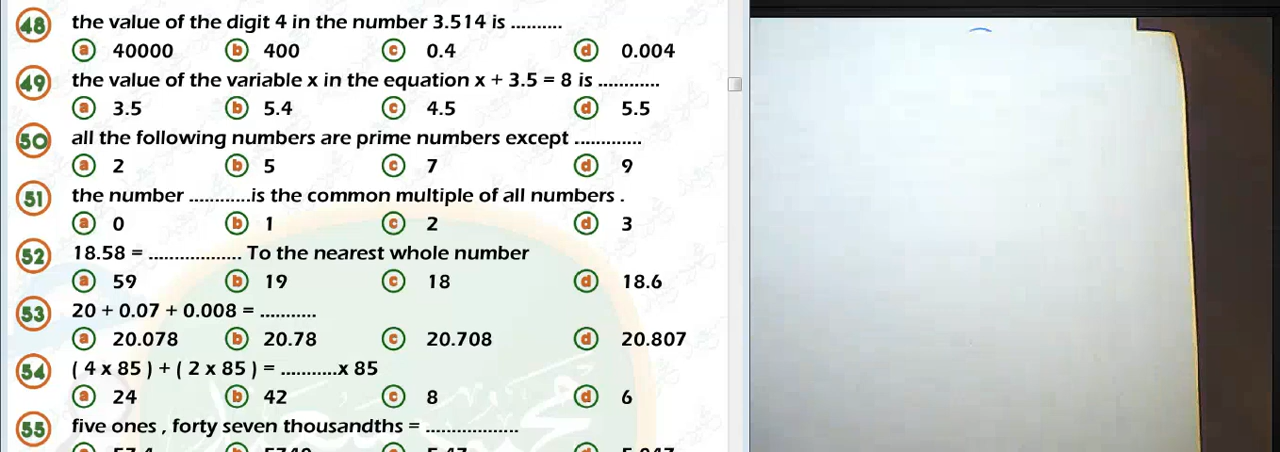 48 the value of the digit 4 in the number 3.514 is ..........
a 40000 b 400 c 0.4 d 0.004
49 the value of the variable x in the equation x + 3.5 = 8 is ............
a 3.5 b 5.4 c 4.5 d 5.5
50 all the following numbers are prime numbers except .............
a 2 b 5 c 7 d 9
51 the number ............is the common multiple of all numbers .
a 0 b 1 c 2 d 3
52 18.58 = .................. To the nearest whole number
a 59 b 19 c 18 d 18.6
53 20 + 0.07 + 0.008 = ...........
a 20.078 b 20.78 c 20.708 d 20.807
54 ( 4 x 85 ) + ( 2 x 85 ) = ...........x 85
a 24 b 42 c 8 d 6
55 five ones , forty seven thousandths = ..................